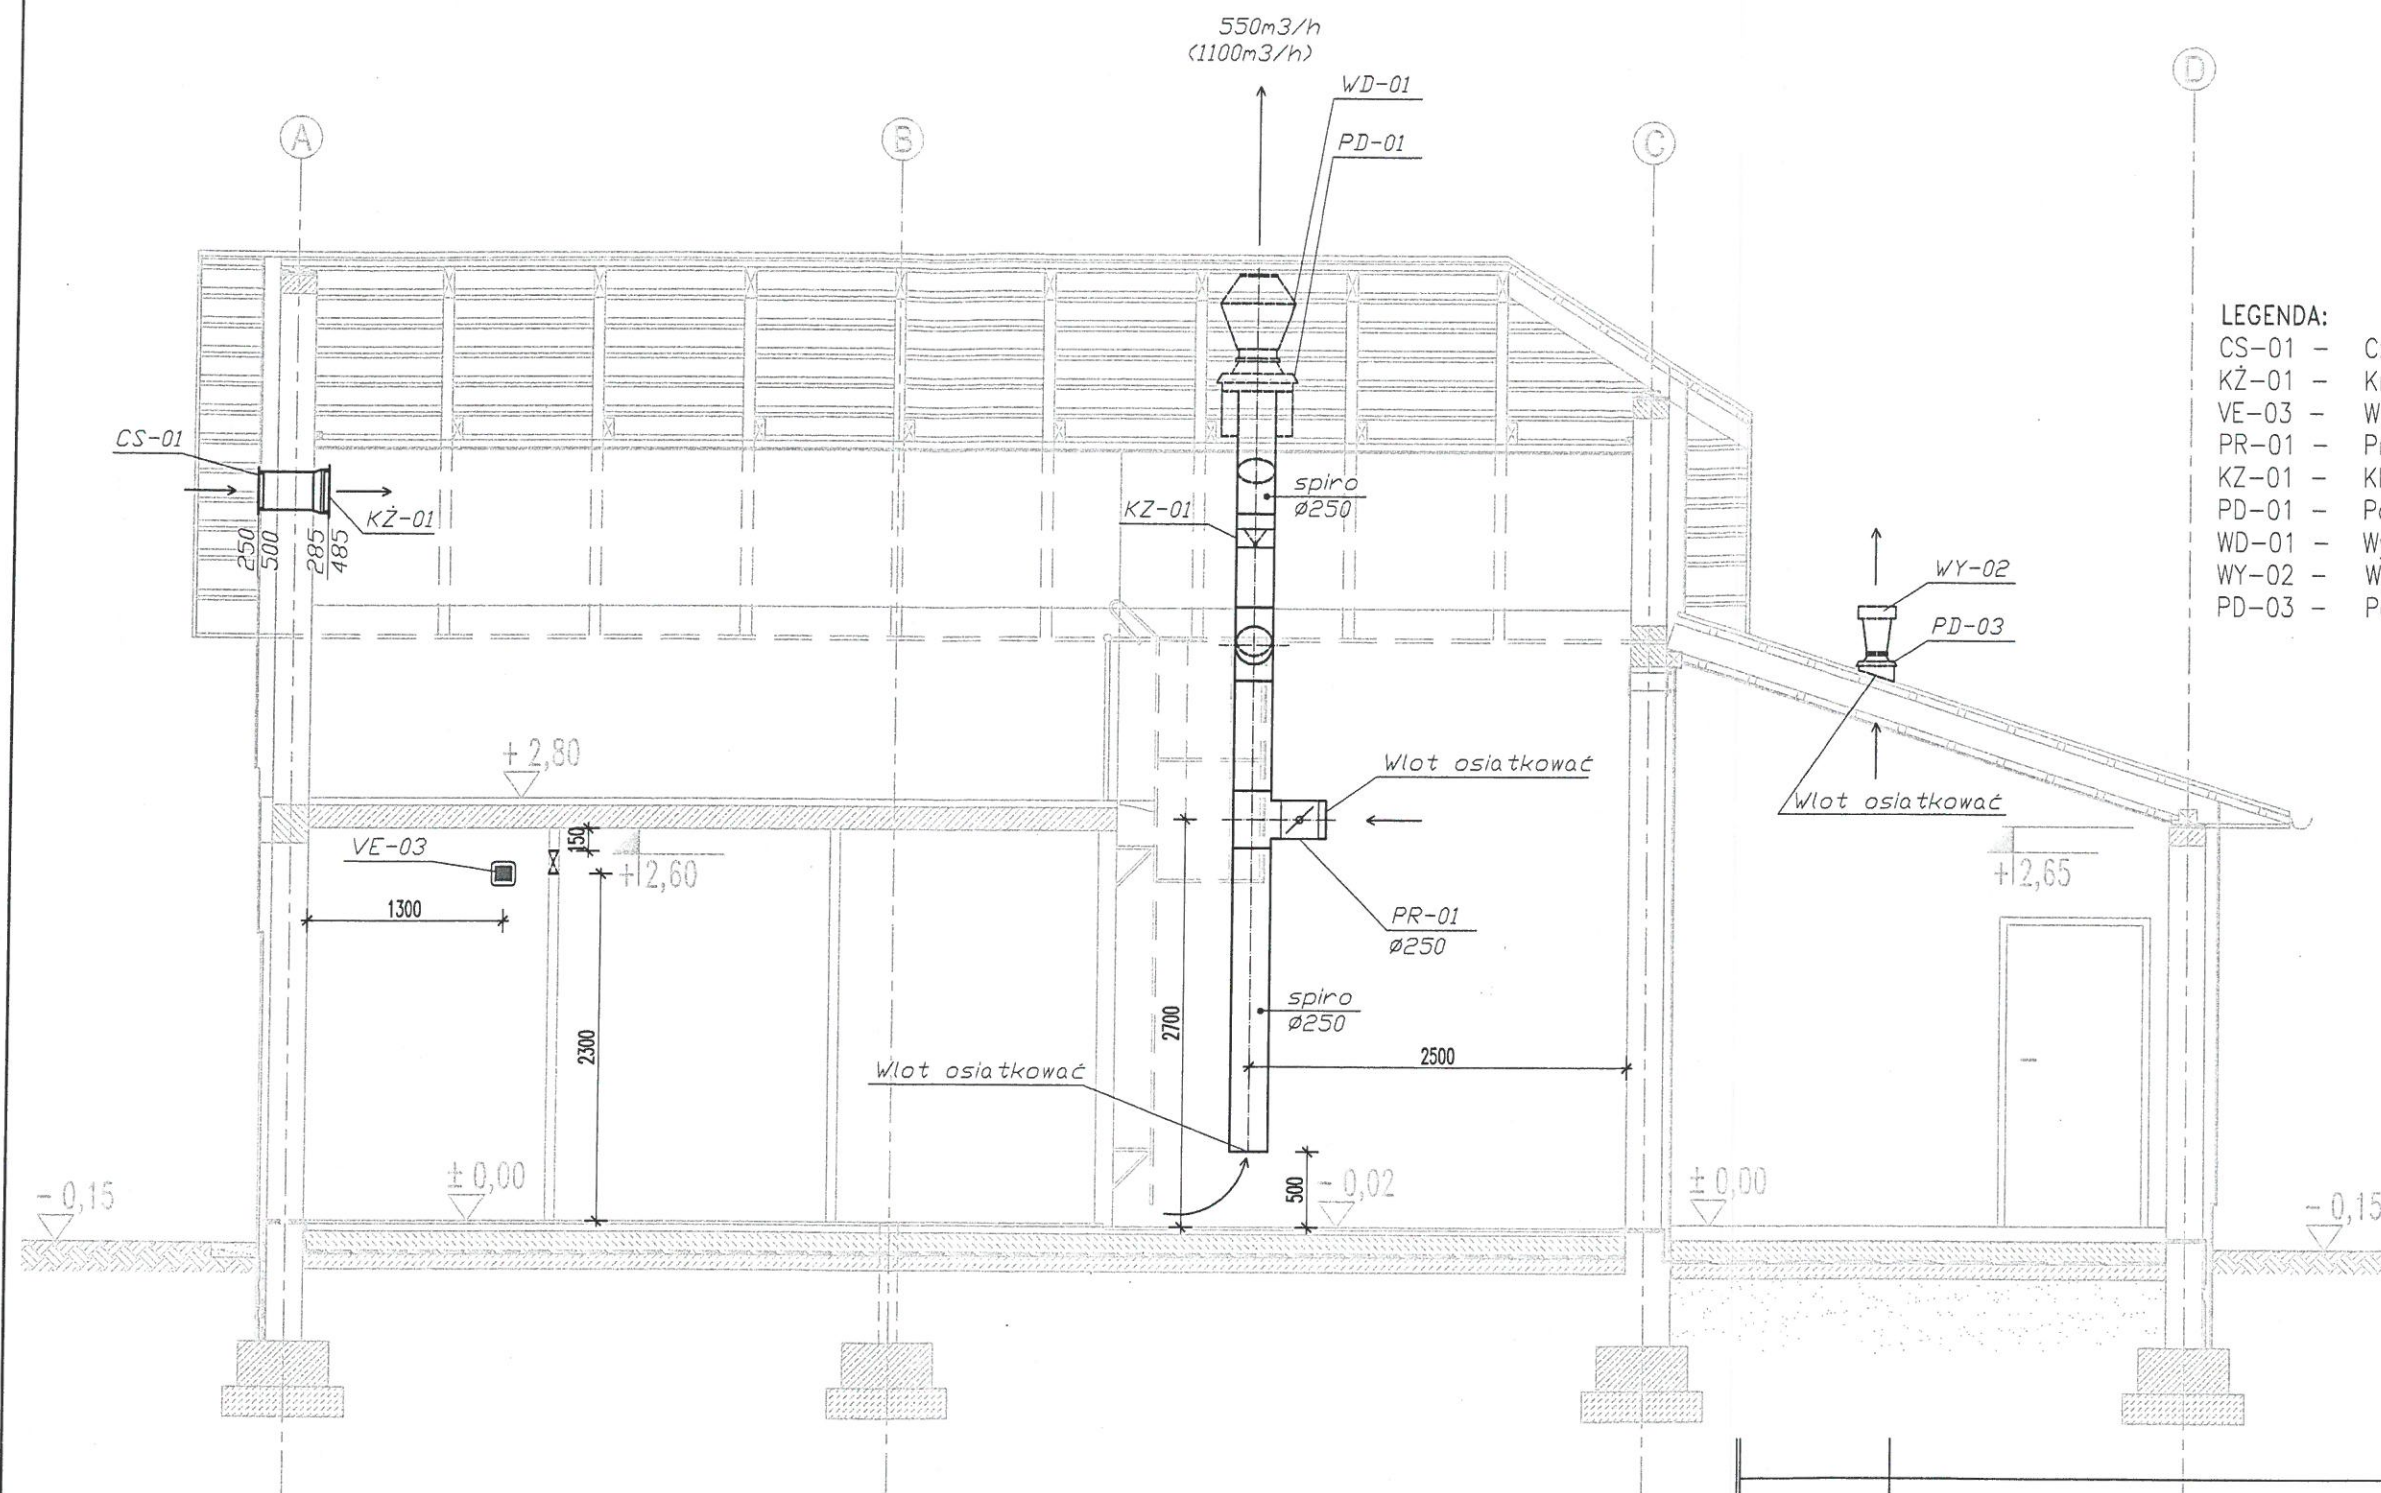 550m3/h
(1100m3/h)
WD-01
PD-01
A
B
C
D
LEGENDA:
CS-01 - C
KŻ-01 - K
VE-03 - W
PR-01 - P
KZ-01 - K
PD-01 - P
WD-01 - W
WY-02 - W
PD-03 - P
CS-01
KŻ-01
250
500
285
485
KZ-01
spiro
ø250
WY-02
PD-03
Wlot osiatkować
+2,80
Wlot osiatkować
VE-03
150
+2,60
1300
+2,65
PR-01
ø250
2300
2700
spiro
ø250
2500
Wlot osiatkować
500
-0,15
±0,00
-0,02
±0,00
-0,15